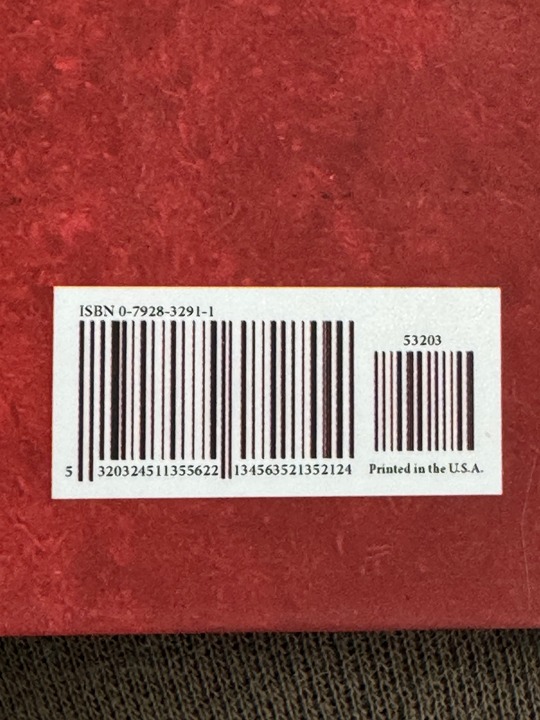 ISBN 0-7928-3291-1
53203
5 320324511355622 134563521352124
Printed in the U.S.A.